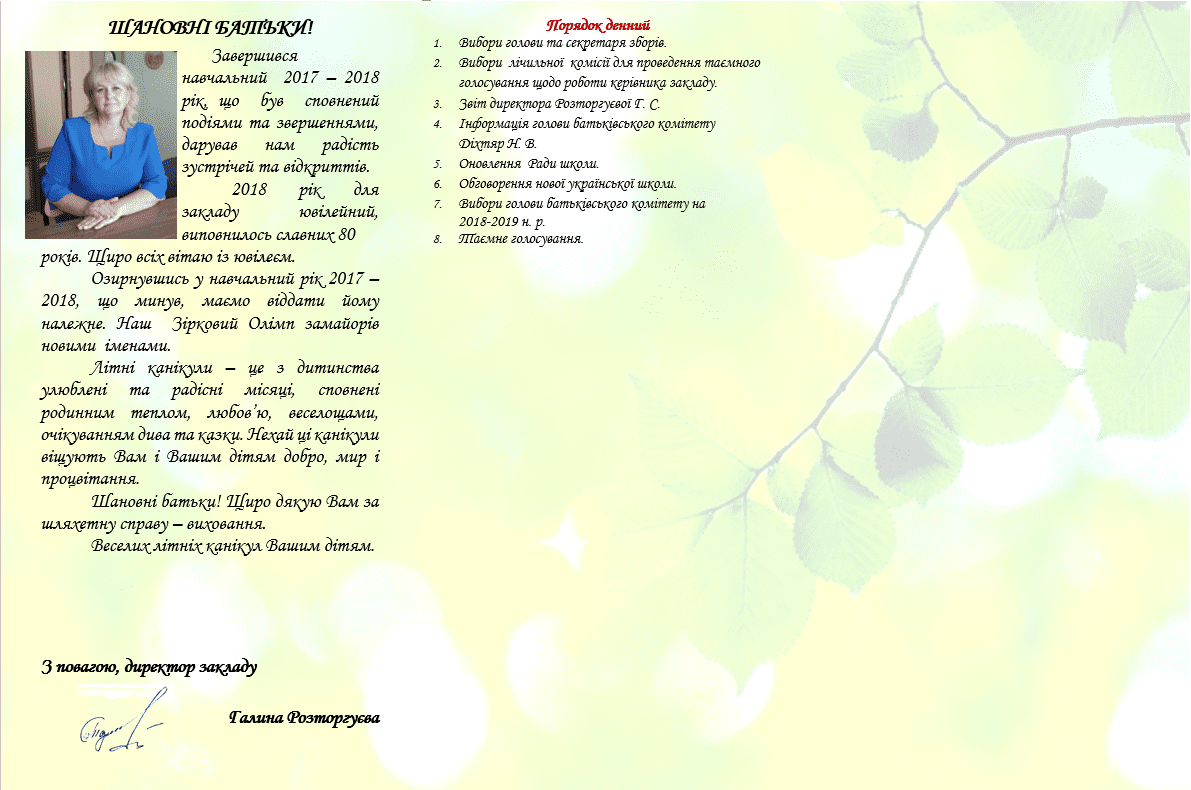 ШАНОВНІ БАТЬКИ!
Завершився
навчальний 2017 – 2018
рік, що був сповнений
подіями та звершеннями,
дарував нам радість
зустрічей та відкриттів.
2018 рік для
закладу ювілейний,
виповнилось славних 80
років. Щиро всіх вітаю із ювілеєм.
Озирнувшись у навчальний рік 2017 –
2018, що минув, маємо віддати йому
належне. Наш Зірковий Олімп замайорів
новими іменами.
Літні канікули – це з дитинства
улюблені та радісні місяці, сповнені
родинним теплом, любов’ю, веселощами,
очікуванням дива та казки. Нехай ці канікули
віщують Вам і Вашим дітям добро, мир і
процвітання.
Шановні батьки! Щиро дякую Вам за
шляхетну справу – виховання.
Веселих літніх канікул Вашим дітям.
З повагою, директор закладу
Галина Розторгуєва
Порядок денний
1. Вибори голови та секретаря зборів.
2. Вибори лічильної комісії для проведення таємного
голосування щодо роботи керівника закладу.
3. Звіт директора Розторгуєвої Г. С.
4. Інформація голови батьківського комітету
Діхтяр Н. В.
5. Оновлення Ради школи.
6. Обговорення нової української школи.
7. Вибори голови батьківського комітету на
2018-2019 н. р.
8. Таємне голосування.